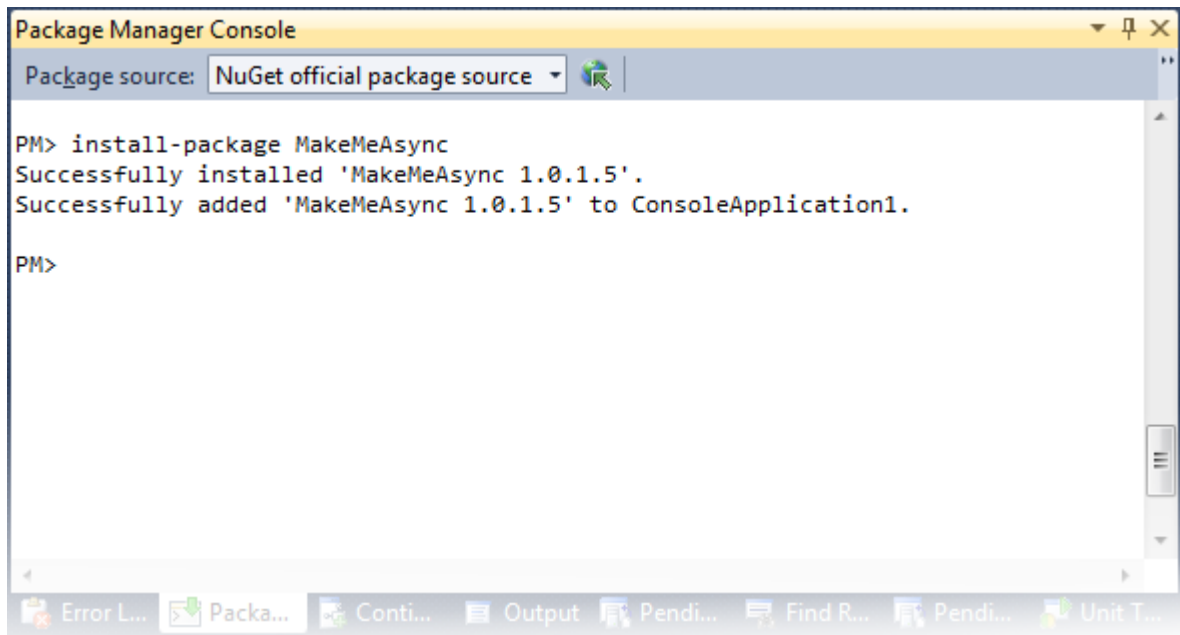 Package Manager Console
Package source: NuGet official package source
PM> install-package MakeMeAsync
Successfully installed 'MakeMeAsync 1.0.1.5'.
Successfully added 'MakeMeAsync 1.0.1.5' to ConsoleApplication1.
PM>
Error L... Packa... Conti... Output Pendi... Find R... Pendi... Unit T...